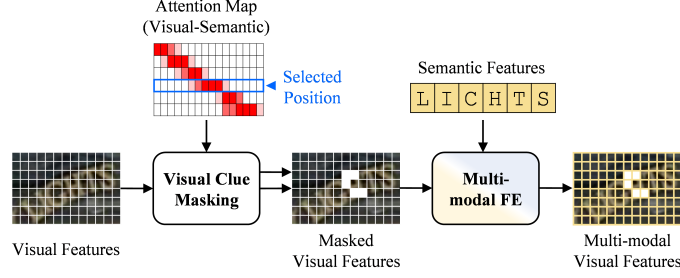 Attention Map
(Visual-Semantic)
Selected
Position
Semantic Features
L I C H T S
LIGHTS
Visual Clue
Masking
Multi-
modal FE
Visual Features
Masked
Visual Features
Multi-modal
Visual Features